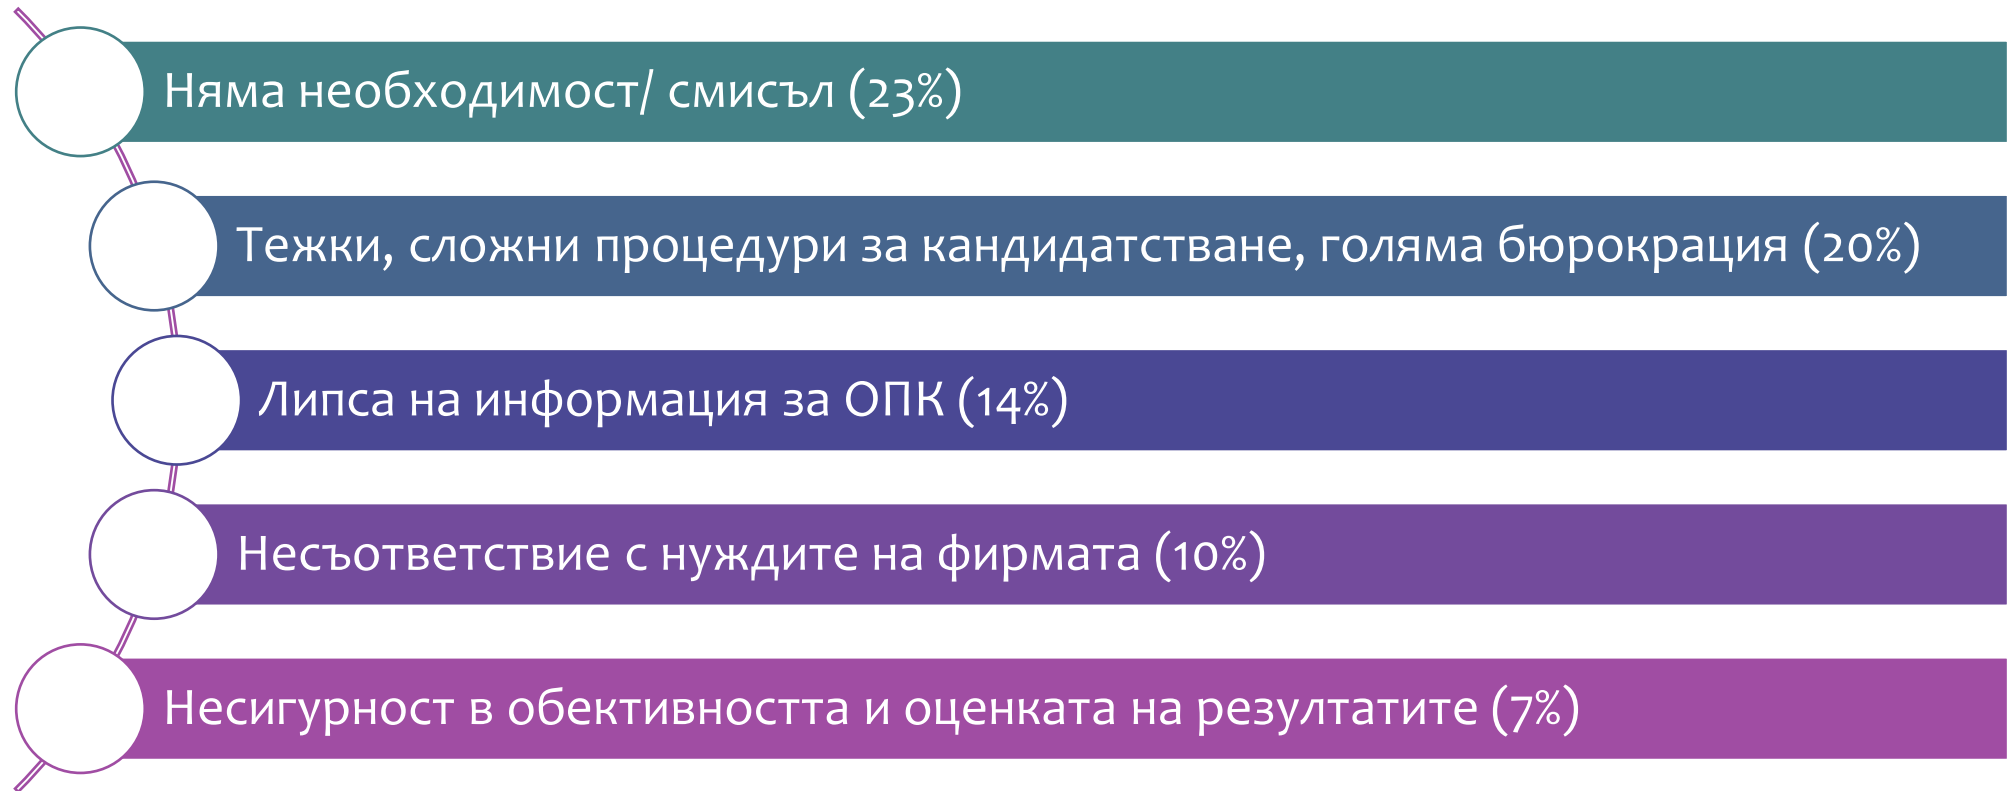 Няма необходимост/ смисъл (23%)
Тежки, сложни процедури за кандидатстване, голяма бюрокрация (20%)
Липса на информация за ОПК (14%)
Несъответствие с нуждите на фирмата (10%)
Несигурност в обективността и оценката на резултатите (7%)